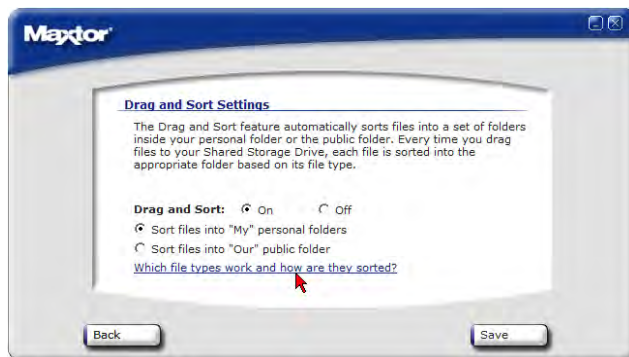 Maxtor
Drag and Sort Settings
The Drag and Sort feature automatically sorts files into a set of folders
inside your personal folder or the public folder. Every time you drag
files to your Shared Storage Drive, each file is sorted into the
appropriate folder based on its file type.
Drag and Sort: On Off
Sort files into "My" personal folders
Sort files into "Our" public folder
Which file types work and how are they sorted?
Back Save